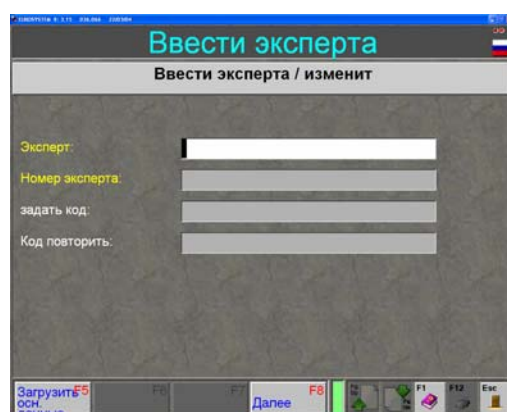 Ввести эксперта
Ввести эксперта / изменит
Эксперт:
Номер эксперта:
задать код:
Код повторить:
Загрузить F5
осн.
F6
F7
Далее F8
F1
F12
Esc